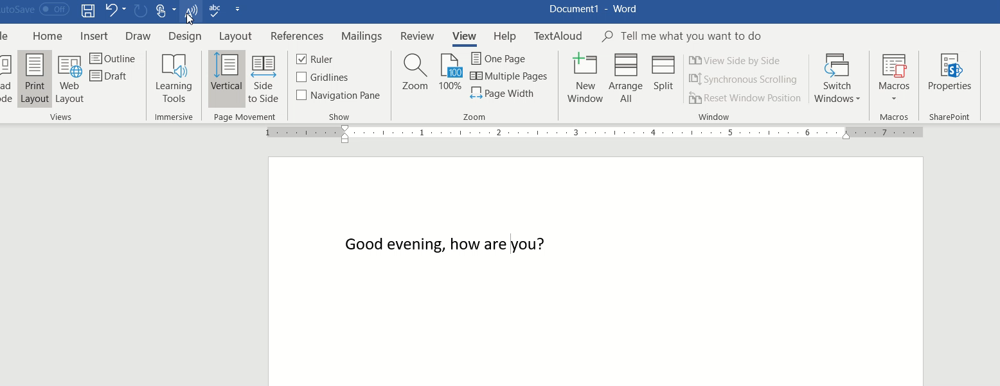 utoSave Off abc Document1 - Word
le Home Insert Draw Design Layout References Mailings Review View Help TextAloud Tell me what you want to do
ad
ode
Print
Layout
Web
Layout
Outline
Draft
Views
Learning
Tools
Immersive
Vertical
Side
to Side
Page Movement
Ruler
Gridlines
Navigation Pane
Show
Zoom
100
100%
One Page
Multiple Pages
Page Width
Zoom
New
Window
Arrange
All
Split
View Side by Side
Synchronous Scrolling
Reset Window Position
Switch
Windows
Window
Macros
Macros
S
Properties
SharePoint
1 1 2 3 4 5 6 7
Good evening, how are you?